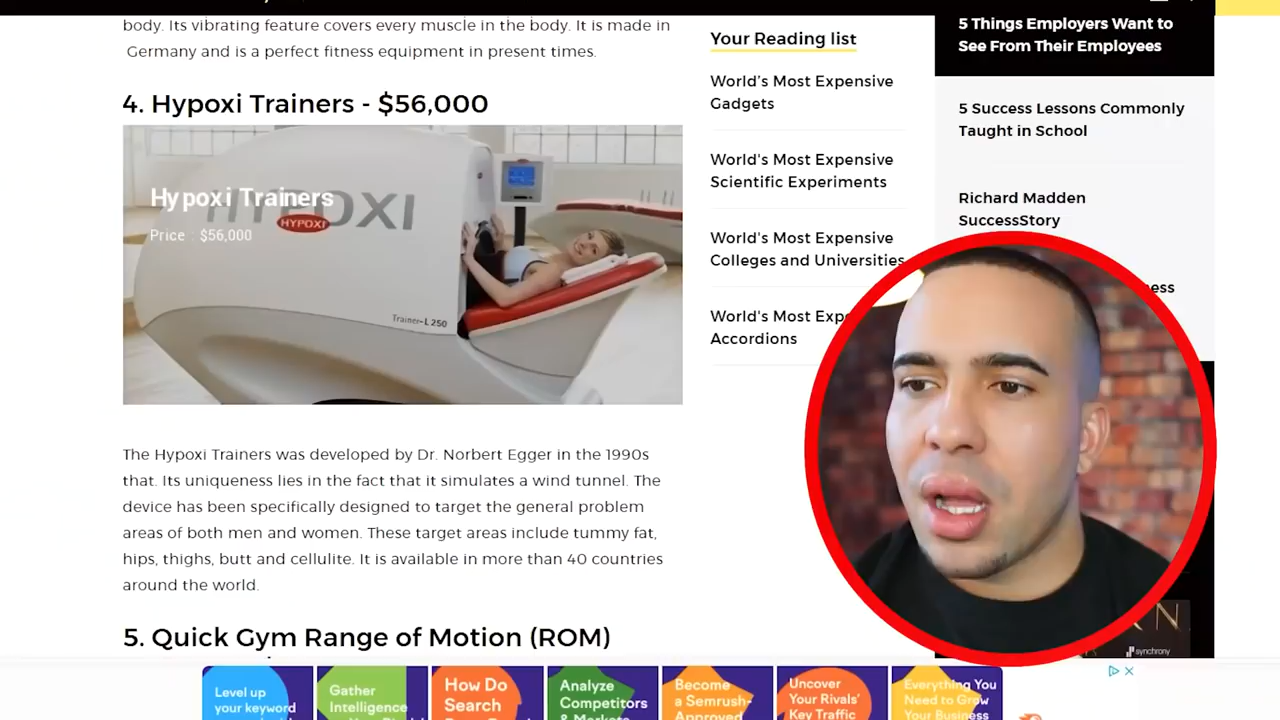 body. Its vibrating feature covers every muscle in the body. It is made in
Germany and is a perfect fitness equipment in present times.
4. Hypoxi Trainers - $56,000
HYPOXI
HYPOXI
Hypoxi Trainers
Price : $56,000
Trainer-L 250
The Hypoxi Trainers was developed by Dr. Norbert Egger in the 1990s
that. Its uniqueness lies in the fact that it simulates a wind tunnel. The
device has been specifically designed to target the general problem
areas of both men and women. These target areas include tummy fat,
hips, thighs, butt and cellulite. It is available in more than 40 countries
around the world.
5. Quick Gym Range of Motion (ROM)
Your Reading list
World's Most Expensive
Gadgets
World's Most Expensive
Scientific Experiments
World's Most Expensive
Colleges and Universities
World's Most
Accordions
5 Things Employers Want to
See From Their Employees
5 Success Lessons Commonly
Taught in School
Richard Madden
SuccessStory
synchrony
Level up
your keyword
Gather
Intelligence
How Do
Search
Analyze
Competitors
& Markets
Become
a Semrush-
Approved
Uncover
Your Rivals'
Key Traffic
Everything You
Need to Grow
Your Business